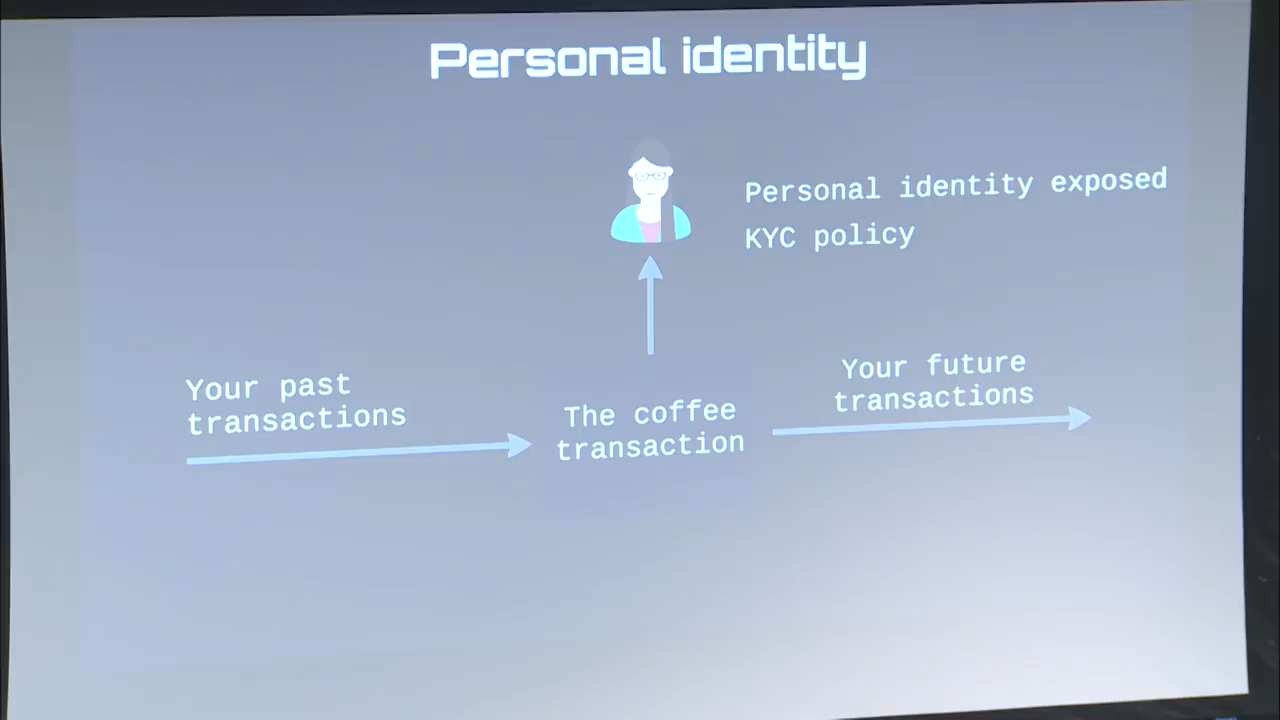 Personal identity
Personal identity exposed
KYC policy
Your past
transactions
The coffee
transaction
Your future
transactions